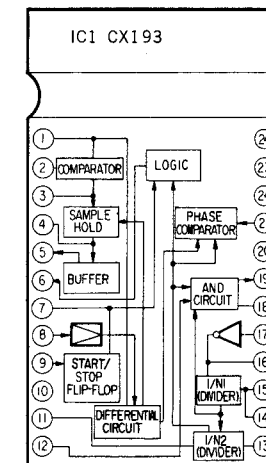 IC1 CX193
1
2
COMPARATOR
3
4
SAMPLE
HOLD
5
BUFFER
6
7
8
9
START/
STOP
FLIP-FLOP
10
11
12
DIFFERENTIAL
CIRCUIT
LOGIC
PHASE
COMPARATOR
AND
CIRCUIT
1/N1
(DIVIDER)
1/N2
(DIVIDER)
20
19
18
17
16
15
14
13